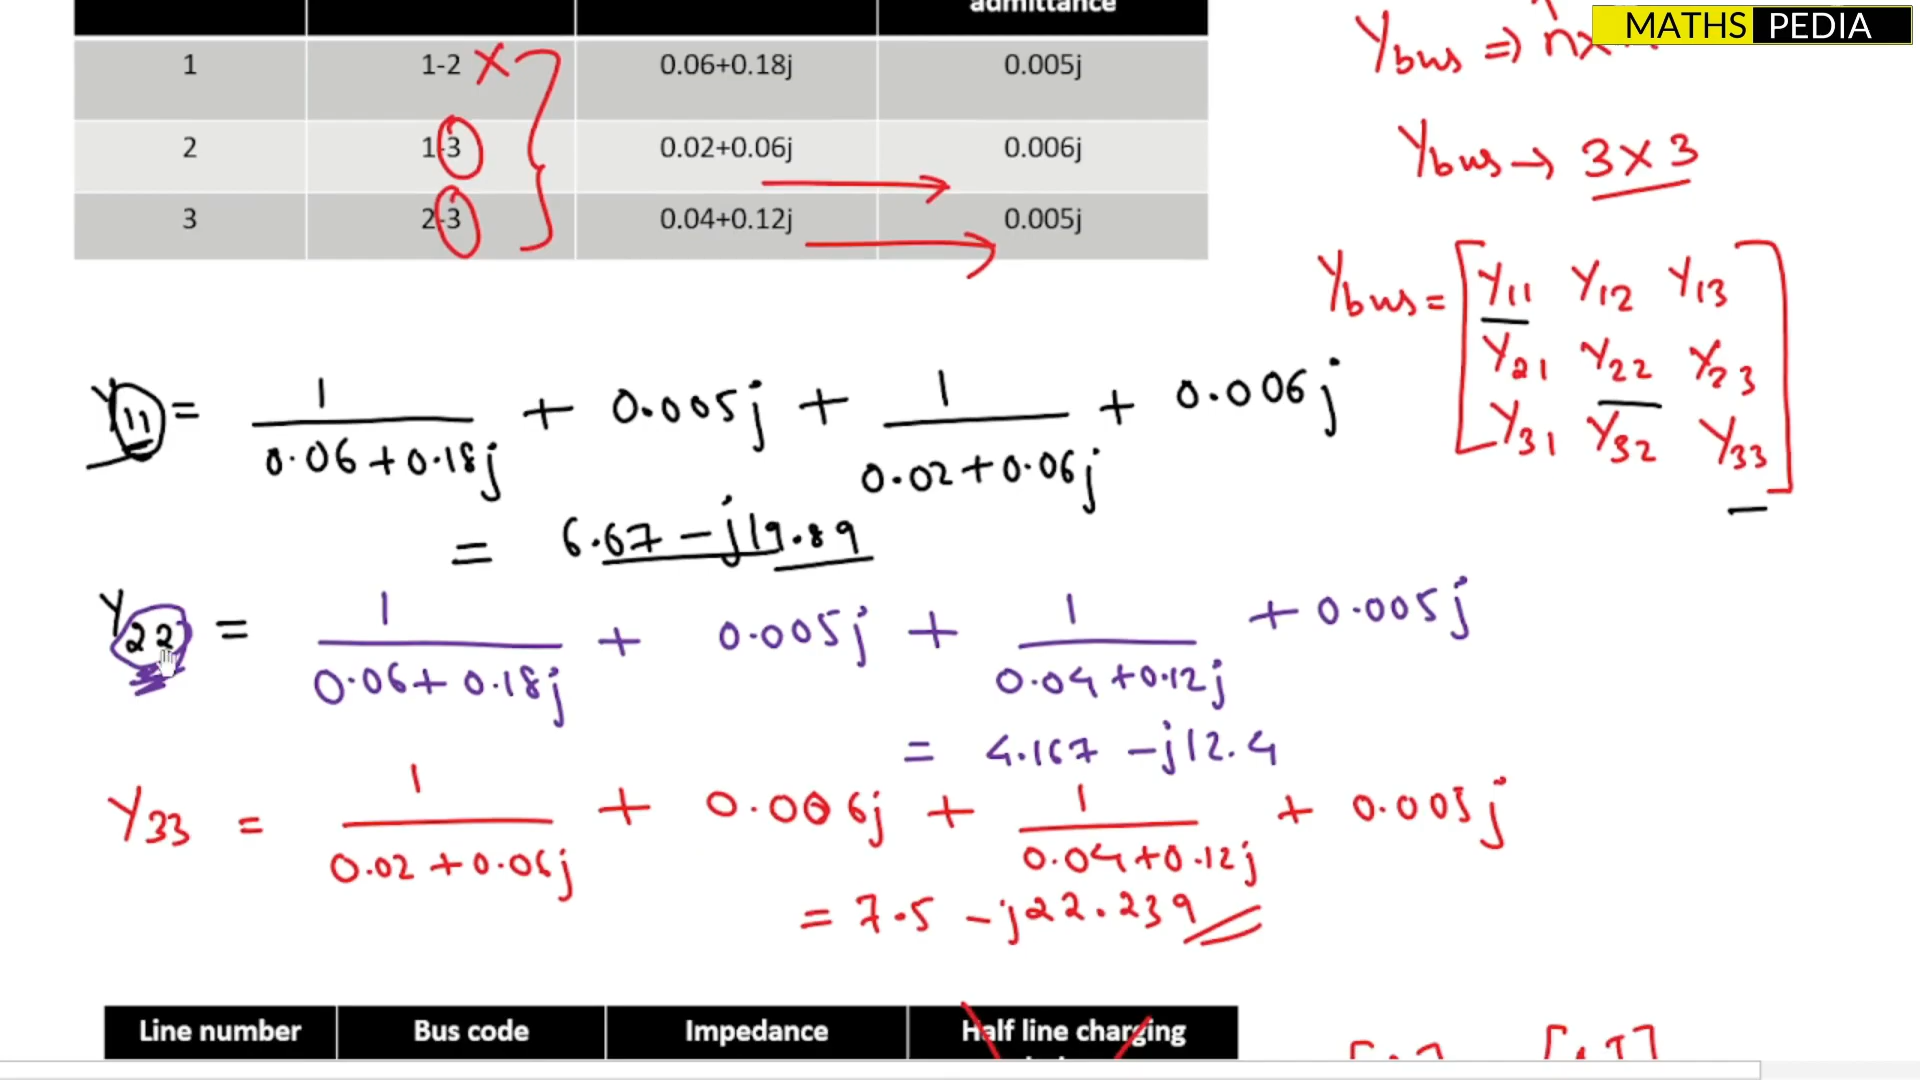 admittance
MATHS PEDIA
Ybus ⇒ n×
1 1-2 × 0.06+0.18j 0.005j
2 1-3 0.02+0.06j 0.006j
Ybus → 3×3
3 2-3 0.04+0.12j 0.005j
Ybus = [Y11 Y12 Y13
Y21 Y22 Y23
Y31 Y32 Y33]
Y11 = 1/(0.06+0.18j) + 0.005j + 1/(0.02+0.06j) + 0.006j
= 6.67 - j19.89
Y22 = 1/(0.06+0.18j) + 0.005j + 1/(0.04+0.12j) + 0.005j
= 4.167 - j12.4
Y33 = 1/(0.02+0.06j) + 0.006j + 1/(0.04+0.12j) + 0.005j
= 7.5 - j22.239
Line number Bus code Impedance Half line charging